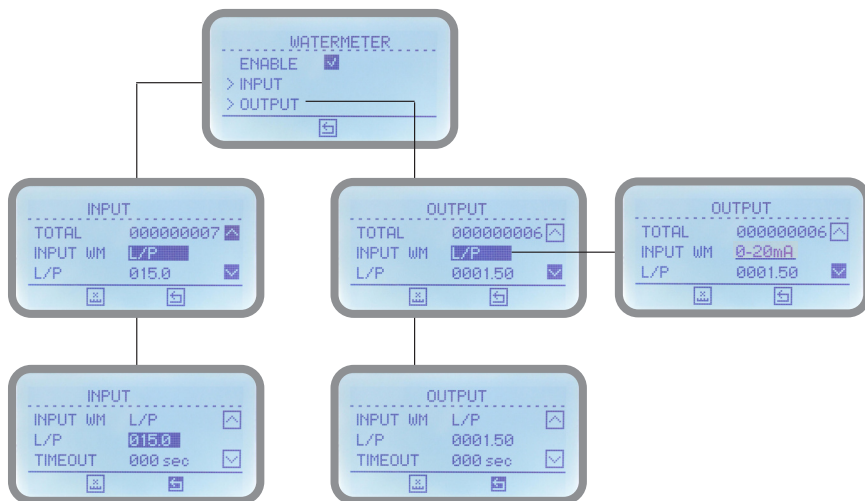 WATERMETER
ENABLE
> INPUT
> OUTPUT
INPUT
TOTAL 000000007
INPUT WM L/P
L/P 015.0
OUTPUT
TOTAL 000000006
INPUT WM L/P
L/P 0001.50
OUTPUT
TOTAL 000000006
INPUT WM 0-20mA
L/P 0001.50
INPUT
INPUT WM L/P
L/P 015.0
TIMEOUT 000 sec
OUTPUT
INPUT WM L/P
L/P 0001.50
TIMEOUT 000 sec